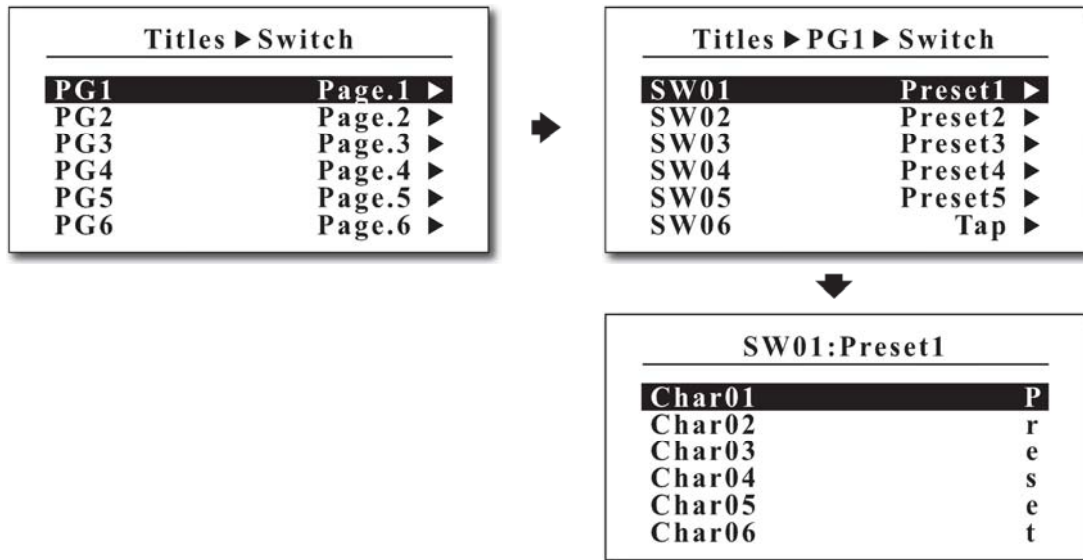 Titles ▶ Switch
PG1 Page.1 ▶
PG2 Page.2 ▶
PG3 Page.3 ▶
PG4 Page.4 ▶
PG5 Page.5 ▶
PG6 Page.6 ▶
Titles ▶ PG1 ▶ Switch
SW01 Preset1 ▶
SW02 Preset2 ▶
SW03 Preset3 ▶
SW04 Preset4 ▶
SW05 Preset5 ▶
SW06 Tap ▶
SW01:Preset1
Char01 P
Char02 r
Char03 e
Char04 s
Char05 e
Char06 t